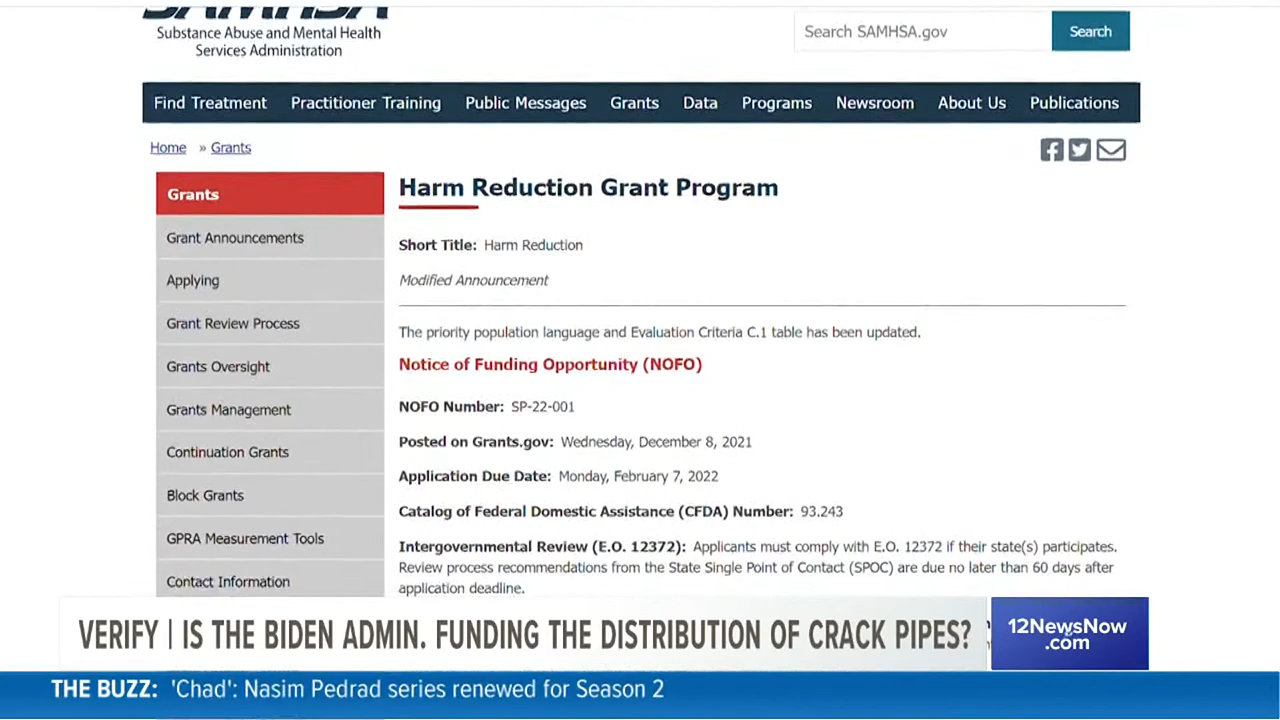 SAMHSA
Substance Abuse and Mental Health
Services Administration
Search SAMHSA.gov
Search
Find Treatment
Practitioner Training
Public Messages
Grants
Data
Programs
Newsroom
About Us
Publications
Home » Grants
Grants
Grant Announcements
Applying
Grant Review Process
Grants Oversight
Grants Management
Continuation Grants
Block Grants
GPRA Measurement Tools
Contact Information
Harm Reduction Grant Program
Short Title: Harm Reduction
Modified Announcement
The priority population language and Evaluation Criteria C.1 table has been updated.
Notice of Funding Opportunity (NOFO)
NOFO Number: SP-22-001
Posted on Grants.gov: Wednesday, December 8, 2021
Application Due Date: Monday, February 7, 2022
Catalog of Federal Domestic Assistance (CFDA) Number: 93.243
Intergovernmental Review (E.O. 12372): Applicants must comply with E.O. 12372 if their state(s) participates.
Review process recommendations from the State Single Point of Contact (SPOC) are due no later than 60 days after
application deadline.
VERIFY | IS THE BIDEN ADMIN. FUNDING THE DISTRIBUTION OF CRACK PIPES?
12NewsNow
.com
THE BUZZ: 'Chad': Nasim Pedrad series renewed for Season 2